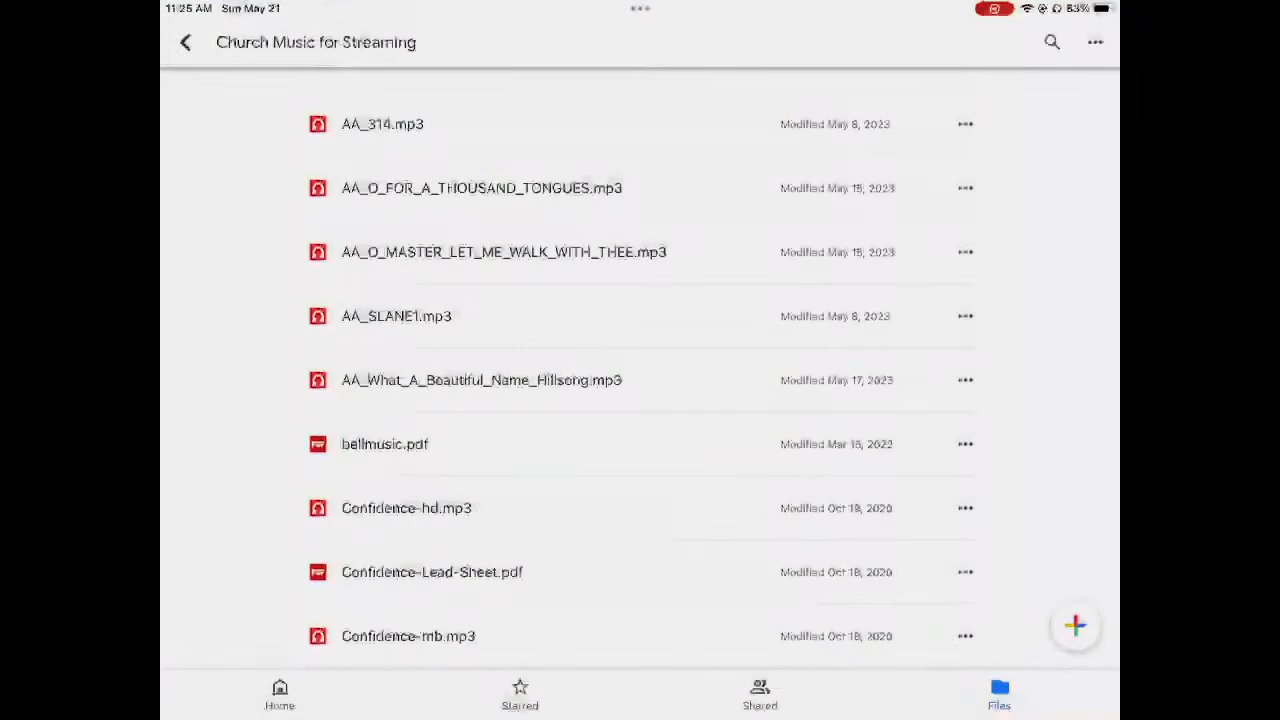 11:25 AM Sun May 21
83%
Church Music for Streaming
AA_314.mp3 Modified May 8, 2023
AA_O_FOR_A_THOUSAND_TONGUES.mp3 Modified May 15, 2023
AA_O_MASTER_LET_ME_WALK_WITH_THEE.mp3 Modified May 15, 2023
AA_SLANE1.mp3 Modified May 8, 2023
AA_What_A_Beautiful_Name_Hillsong.mp3 Modified May 17, 2023
bellmusic.pdf Modified Mar 15, 2022
Confidence-hd.mp3 Modified Oct 18, 2020
Confidence-Lead-Sheet.pdf Modified Oct 18, 2020
Confidence-mb.mp3 Modified Oct 18, 2020
Home Starred Shared Files